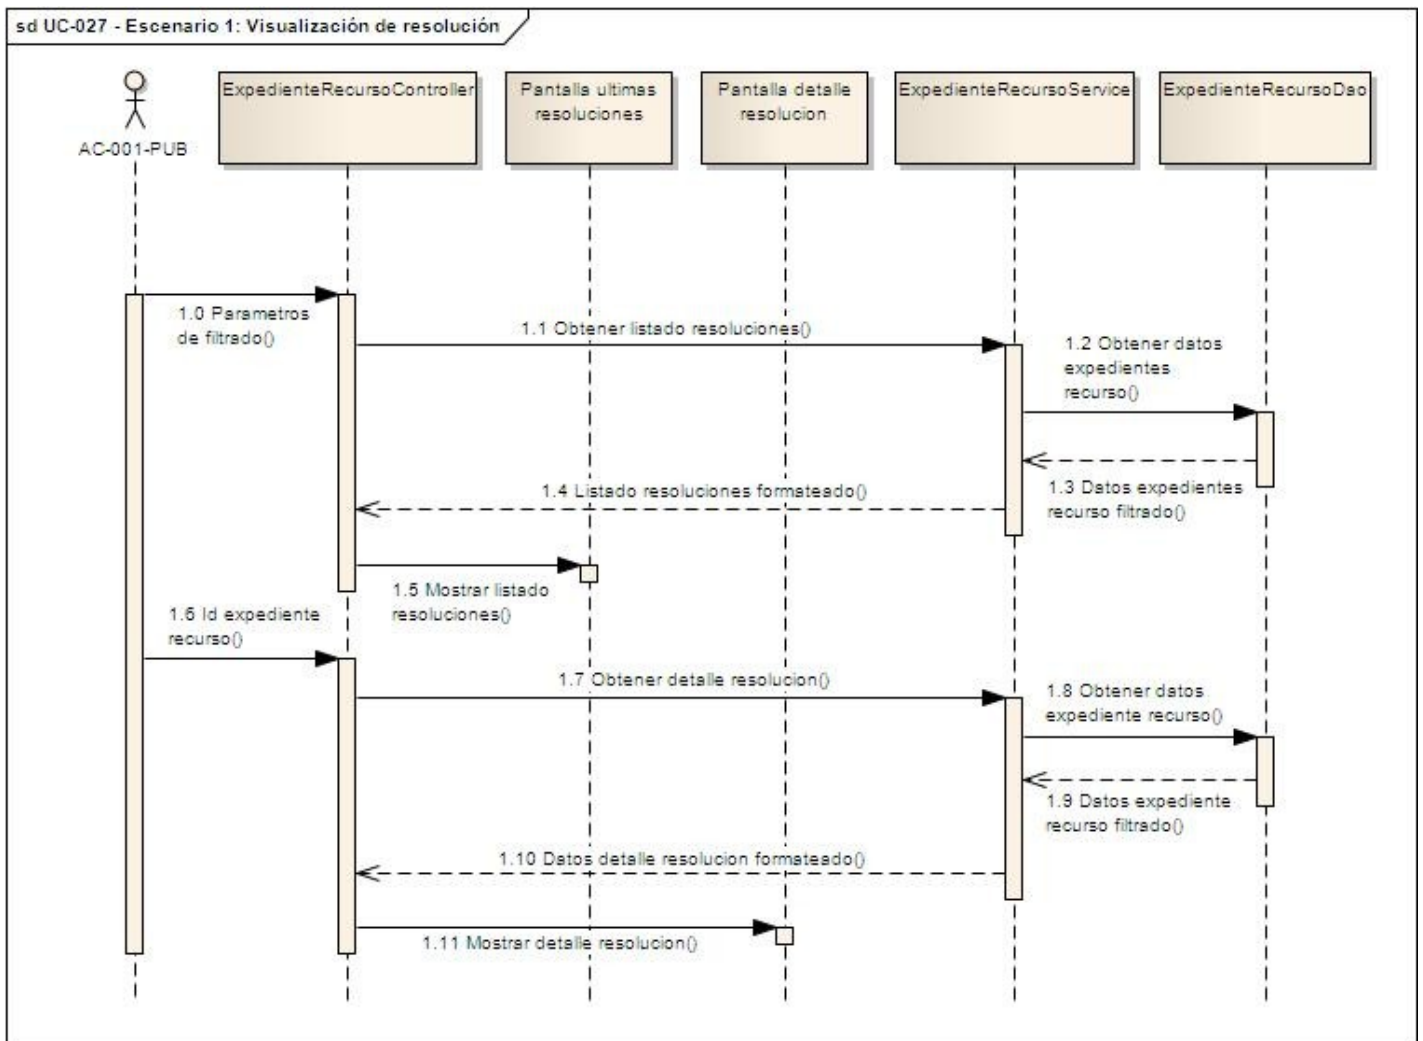 sd UC-027 - Escenario 1: Visualización de resolución
AC-001-PUB
ExpedienteRecursoController
Pantalla ultimas
resoluciones
Pantalla detalle
resolucion
ExpedienteRecursoService
ExpedienteRecursoDao
1.0 Parametros
de filtrado()
1.1 Obtener listado resoluciones()
1.2 Obtener datos
expedientes
recurso()
1.3 Datos expedientes
recurso filtrado()
1.4 Listado resoluciones formateado()
1.5 Mostrar listado
resoluciones()
1.6 Id expediente
recurso()
1.7 Obtener detalle resolucion()
1.8 Obtener datos
expediente recurso()
1.9 Datos expediente
recurso filtrado()
1.10 Datos detalle resolucion formateado()
1.11 Mostrar detalle resolucion()